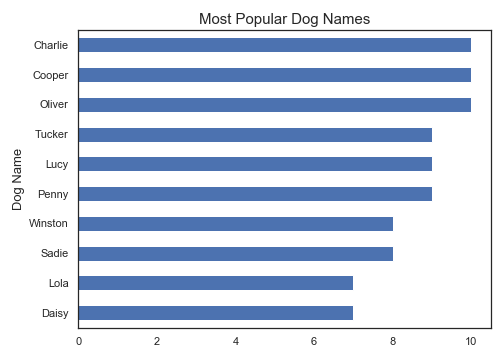 Most Popular Dog Names
Charlie
Cooper
Oliver
Tucker
Lucy
Penny
Winston
Sadie
Lola
Daisy
Dog Name
0 2 4 6 8 10